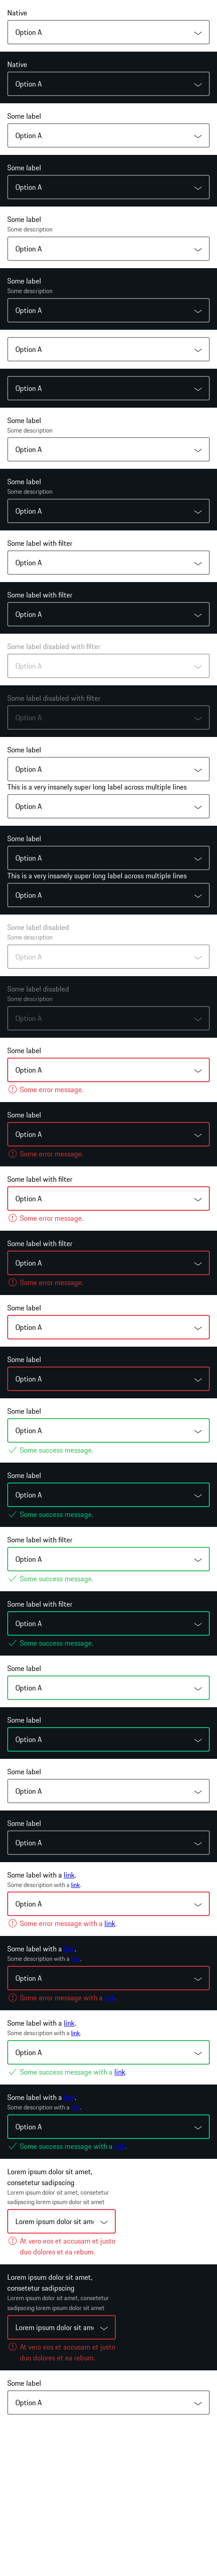 Native
Option A
Native
Option A
Some label
Option A
Some label
Option A
Some label
Some description
Option A
Some label
Some description
Option A
Option A
Option A
Some label
Some description
Option A
Some label
Some description
Option A
Some label with filter
Option A
Some label with filter
Option A
Some label disabled with filter
Option A
Some label disabled with filter
Option A
Some label
Option A
This is a very insanely super long label across multiple lines
Option A
Some label
Option A
This is a very insanely super long label across multiple lines
Option A
Some label disabled
Some description
Option A
Some label disabled
Some description
Option A
Some label
Option A
Some error message.
Some label
Option A
Some error message.
Some label with filter
Option A
Some error message.
Some label with filter
Option A
Some error message.
Some label
Option A
Some label
Option A
Some label
Option A
Some success message.
Some label
Option A
Some success message.
Some label with filter
Option A
Some success message.
Some label with filter
Option A
Some success message.
Some label
Option A
Some label
Option A
Some label
Option A
Some label
Option A
Some label with a link.
Some description with a link.
Option A
Some error message with a link.
Some label with a link.
Some description with a link.
Option A
Some error message with a link.
Some label with a link.
Some description with a link.
Option A
Some success message with a link.
Some label with a link.
Some description with a link.
Option A
Some success message with a link.
Lorem ipsum dolor sit amet,
consetetur sadipscing
Lorem ipsum dolor sit amet, consetetur
sadipscing lorem ipsum dolor sit amet
Lorem ipsum dolor sit ame
At vero eos et accusam et justo
duo dolores et ea rebum.
Lorem ipsum dolor sit amet,
consetetur sadipscing
Lorem ipsum dolor sit amet, consetetur
sadipscing lorem ipsum dolor sit amet
Lorem ipsum dolor sit ame
At vero eos et accusam et justo
duo dolores et ea rebum.
Some label
Option A